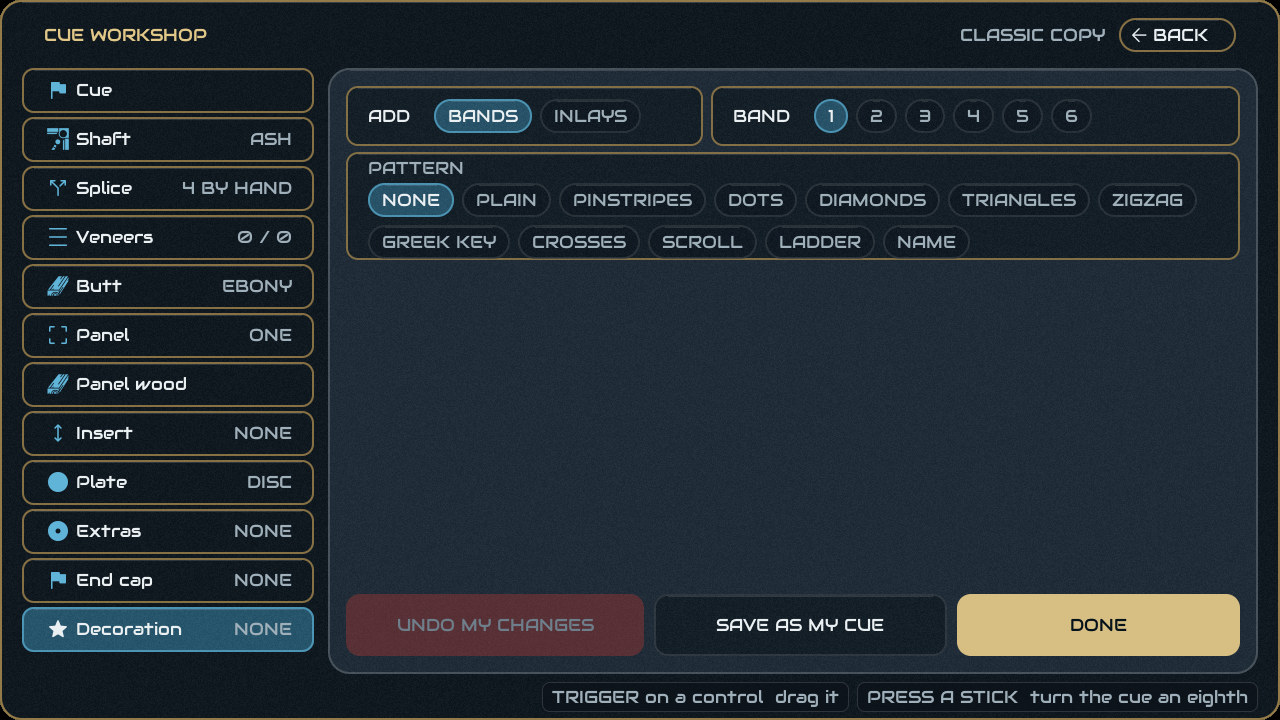 CUE WORKSHOP
CLASSIC COPY
← BACK
Cue
Shaft ASH
Splice 4 BY HAND
Veneers 0 / 0
Butt EBONY
Panel ONE
Panel wood
Insert NONE
Plate DISC
Extras NONE
End cap NONE
Decoration NONE
ADD BANDS INLAYS
BAND 1 2 3 4 5 6
PATTERN
NONE PLAIN PINSTRIPES DOTS DIAMONDS TRIANGLES ZIGZAG
GREEK KEY CROSSES SCROLL LADDER NAME
UNDO MY CHANGES
SAVE AS MY CUE
DONE
TRIGGER on a control drag it
PRESS A STICK turn the cue an eighth